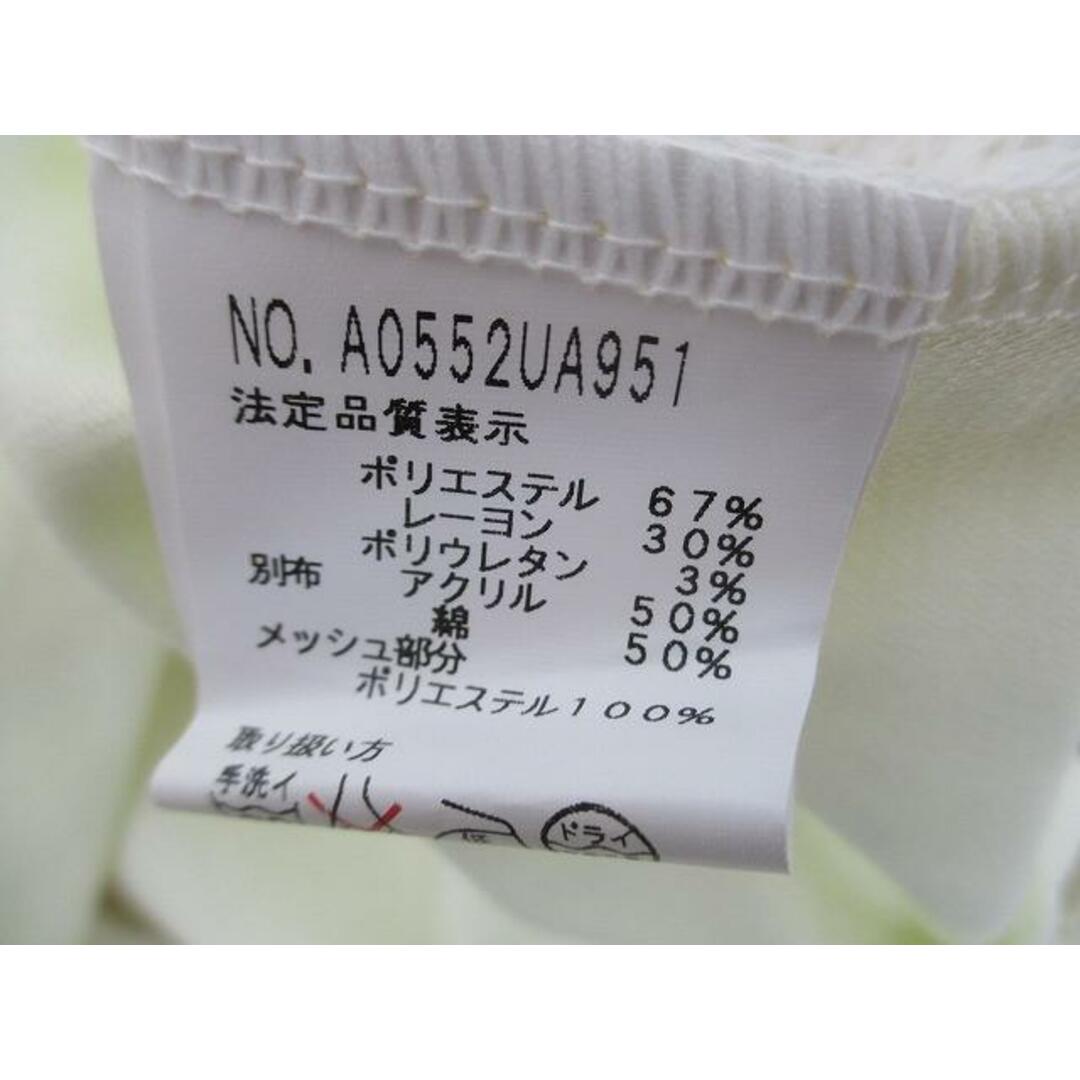 NO. A0552UA951
法定品質表示
ポリエステル 67%
レーヨン 30%
ポリウレタン 3%
別布 アクリル 50%
綿 50%
メッシュ部分
ポリエステル100%
取り扱い方
手洗イ
ドライ